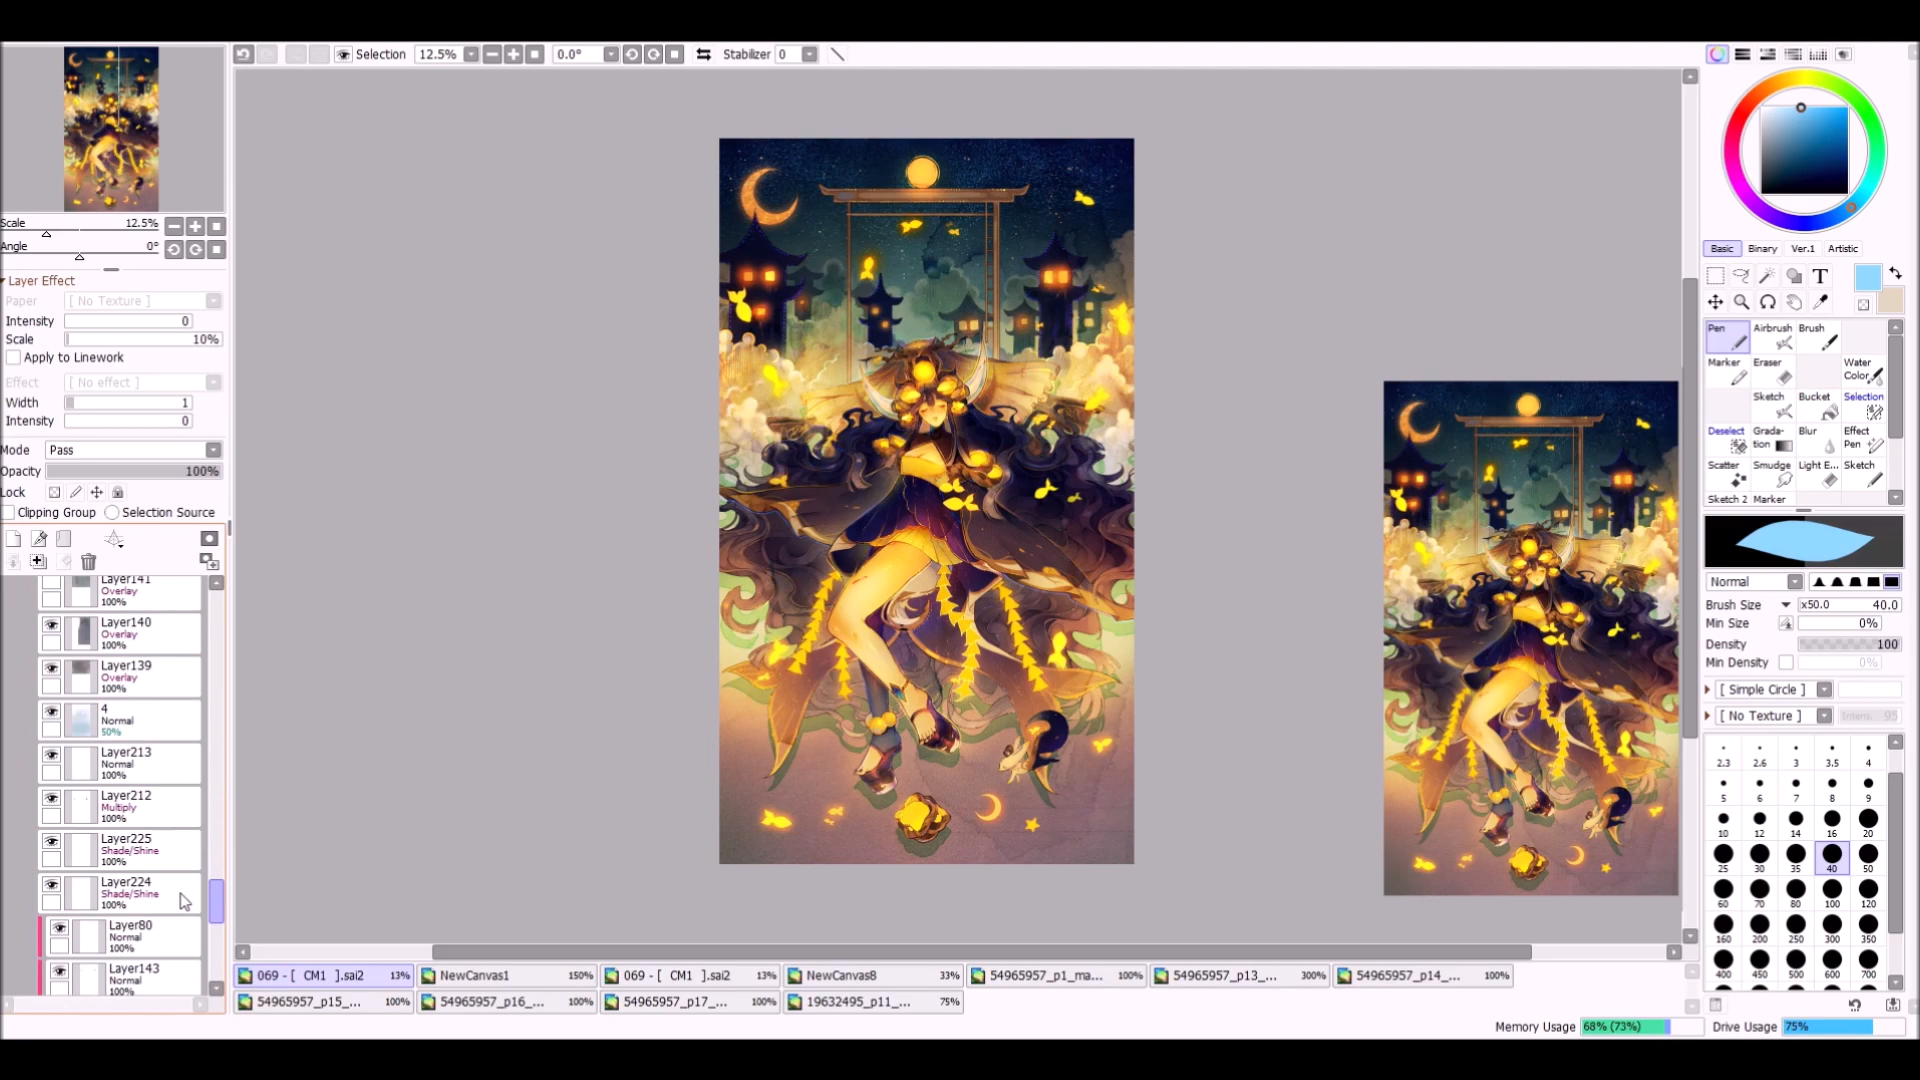 Selection 12.5% 0.0° Stabilizer 0
Scale 12.5%
Angle 0°
Layer Effect
Paper [ No Texture ]
Intensity 0
Scale 10%
Apply to Linework
Effect [ No effect ]
Width 1
Intensity 0
Mode Pass
Opacity 100%
Lock
Clipping Group Selection Source
Layer141
Overlay
100%
Layer140
Overlay
100%
Layer139
Overlay
100%
4
Normal
50%
Layer213
Normal
100%
Layer212
Multiply
100%
Layer225
Shade/Shine
100%
Layer224
Shade/Shine
100%
Layer80
Normal
100%
Layer143
Normal
100%
069 - [ CM1 ].sai2 13% NewCanvas1 150% 069 - [ CM1 ].sai2 13% NewCanvas8 33% 54965957_p1_ma... 100% 54965957_p13_... 300% 54965957_p14_... 100%
54965957_p15_... 100% 54965957_p16_... 100% 54965957_p17_... 100% 19632495_p11_... 75%
Basic Binary Ver.1 Artistic
T
Pen Airbrush Brush
Marker Eraser Water Color
Sketch Bucket Selection
Deselect Grada-tion Blur Effect Pen
Scatter Smudge Light E... Sketch
Sketch 2 Marker
Normal
Brush Size x50.0 40.0
Min Size 0%
Density 100
Min Density 0%
[ Simple Circle ]
[ No Texture ] Intens. 95
2.3 2.6 3 3.5 4
5 6 7 8 9
10 12 14 16 20
25 30 35 40 50
60 70 80 100 120
160 200 250 300 350
400 450 500 600 700
Memory Usage 68% (73%) Drive Usage 75%